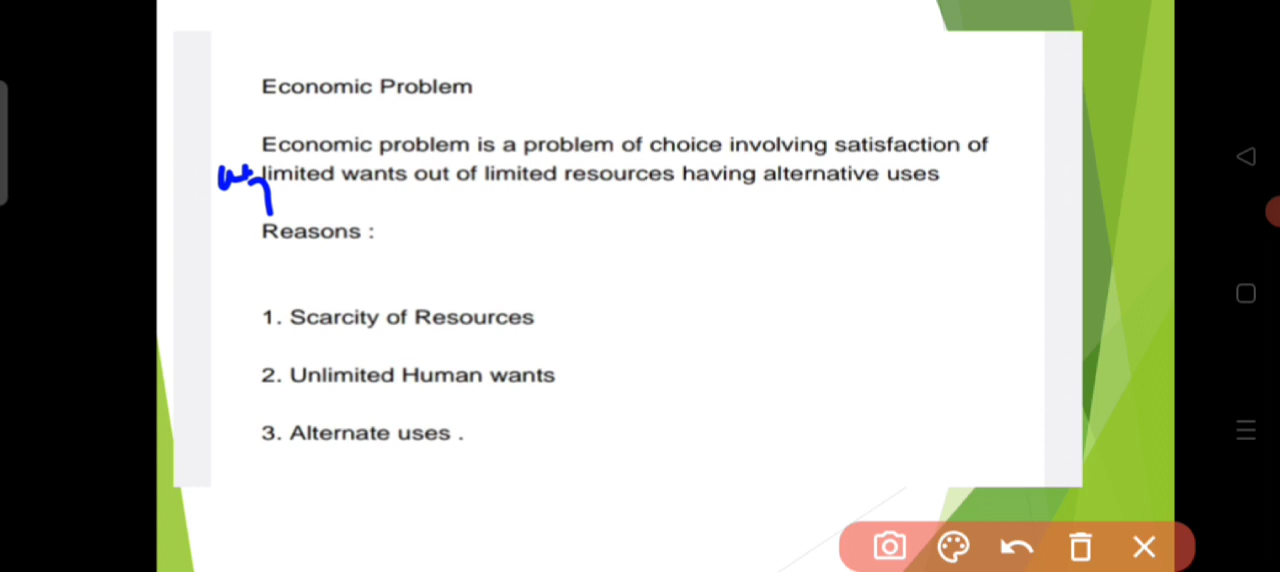 Economic Problem
Economic problem is a problem of choice involving satisfaction of
limited wants out of limited resources having alternative uses
Reasons :
1. Scarcity of Resources
2. Unlimited Human wants
3. Alternate uses .